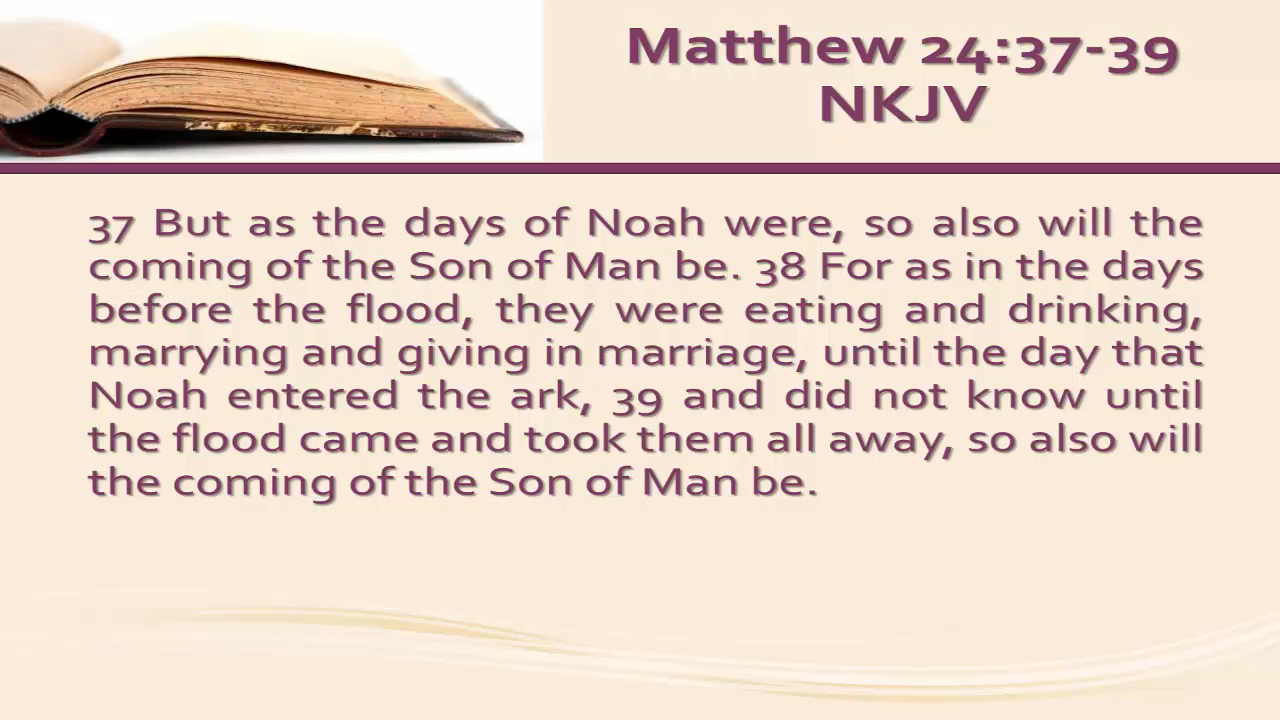 Matthew 24:37-39
NKJV
37 But as the days of Noah were, so also will the
coming of the Son of Man be. 38 For as in the days
before the flood, they were eating and drinking,
marrying and giving in marriage, until the day that
Noah entered the ark, 39 and did not know until
the flood came and took them all away, so also will
the coming of the Son of Man be.